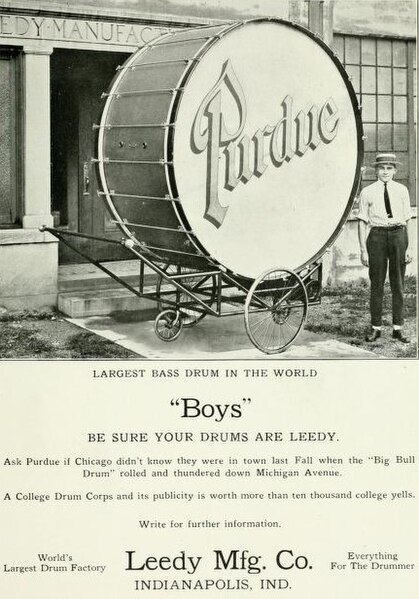 EDY MANUFAC
Purdue
LARGEST BASS DRUM IN THE WORLD
"Boys"
BE SURE YOUR DRUMS ARE LEEDY.
Ask Purdue if Chicago didn't know they were in town last Fall when the "Big Bull
Drum" rolled and thundered down Michigan Avenue.
A College Drum Corps and its publicity is worth more than ten thousand college yells.
Write for further information.
World's
Largest Drum Factory
Leedy Mfg. Co.
INDIANAPOLIS, IND.
Everything
For The Drummer